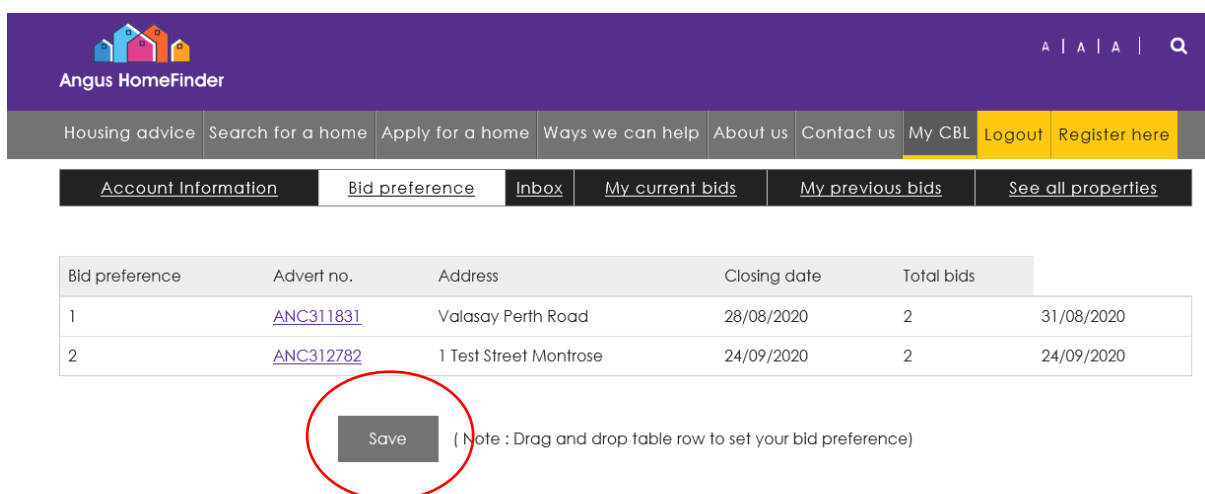 A | A | A |
Angus HomeFinder
Housing advice Search for a home Apply for a home Ways we can help About us Contact us My CBL Logout Register here
Account Information Bid preference Inbox My current bids My previous bids See all properties
Bid preference Advert no. Address Closing date Total bids
1 ANC311831 Valasay Perth Road 28/08/2020 2 31/08/2020
2 ANC312782 1 Test Street Montrose 24/09/2020 2 24/09/2020
Save ( Note : Drag and drop table row to set your bid preference)